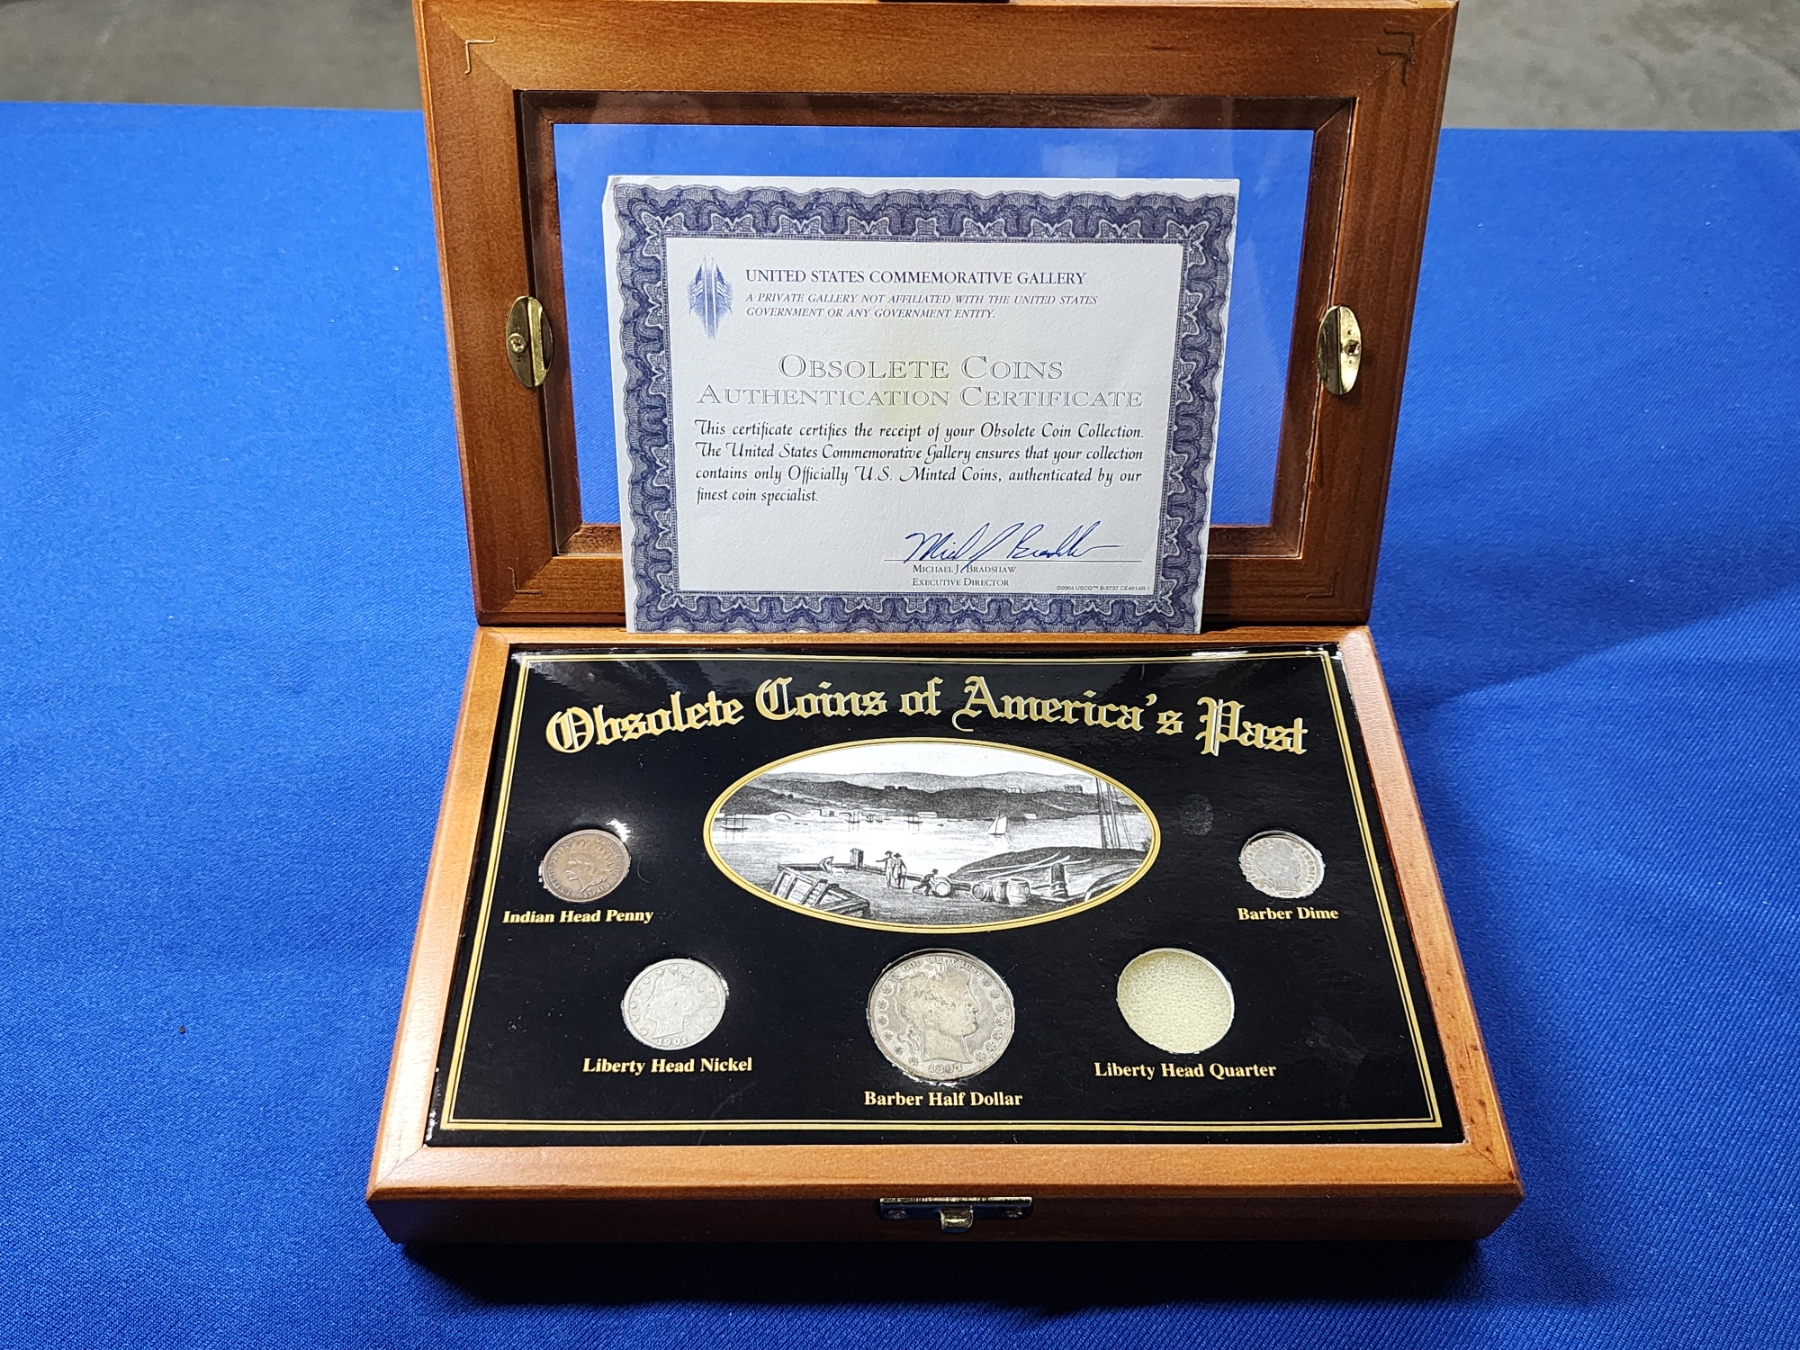 UNITED STATES COMMEMORATIVE GALLERY
A PRIVATE GALLERY NOT AFFILIATED WITH THE UNITED STATES
GOVERNMENT OR ANY GOVERNMENT ENTITY.
OBSOLETE COINS
AUTHENTICATION CERTIFICATE
This certificate certifies the receipt of your Obsolete Coin Collection.
The United States Commemorative Gallery ensures that your collection
contains only Officially U.S. Minted Coins, authenticated by our
finest coin specialist.
MICHAEL J. BRADSHAW
EXECUTIVE DIRECTOR
Obsolete Coins of America's Past
Indian Head Penny
Barber Dime
1901
Liberty Head Nickel
Barber Half Dollar
Liberty Head Quarter